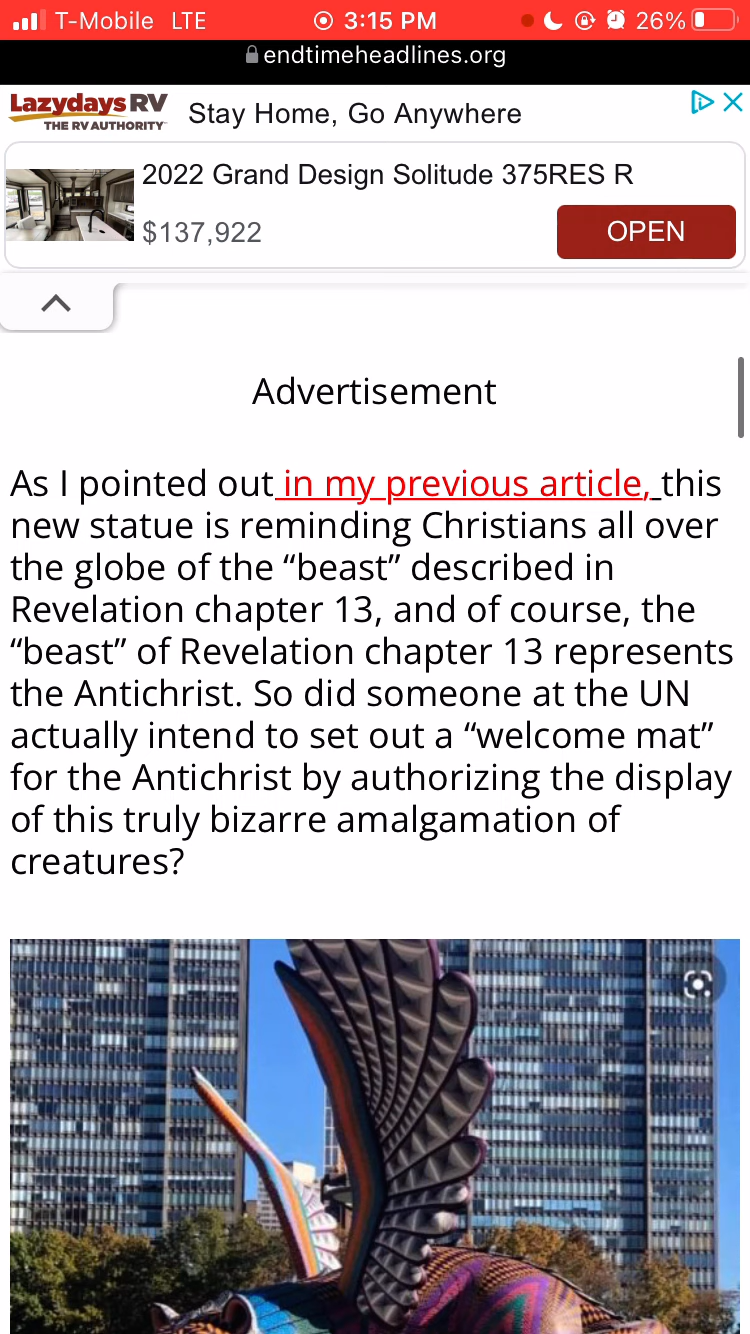 T-Mobile LTE 3:15 PM 26%
endtimeheadlines.org
Lazydays RV
THE RV AUTHORITY
Stay Home, Go Anywhere
2022 Grand Design Solitude 375RES R
$137,922
OPEN
Advertisement
As I pointed out in my previous article, this
new statue is reminding Christians all over
the globe of the “beast” described in
Revelation chapter 13, and of course, the
“beast” of Revelation chapter 13 represents
the Antichrist. So did someone at the UN
actually intend to set out a “welcome mat”
for the Antichrist by authorizing the display
of this truly bizarre amalgamation of
creatures?